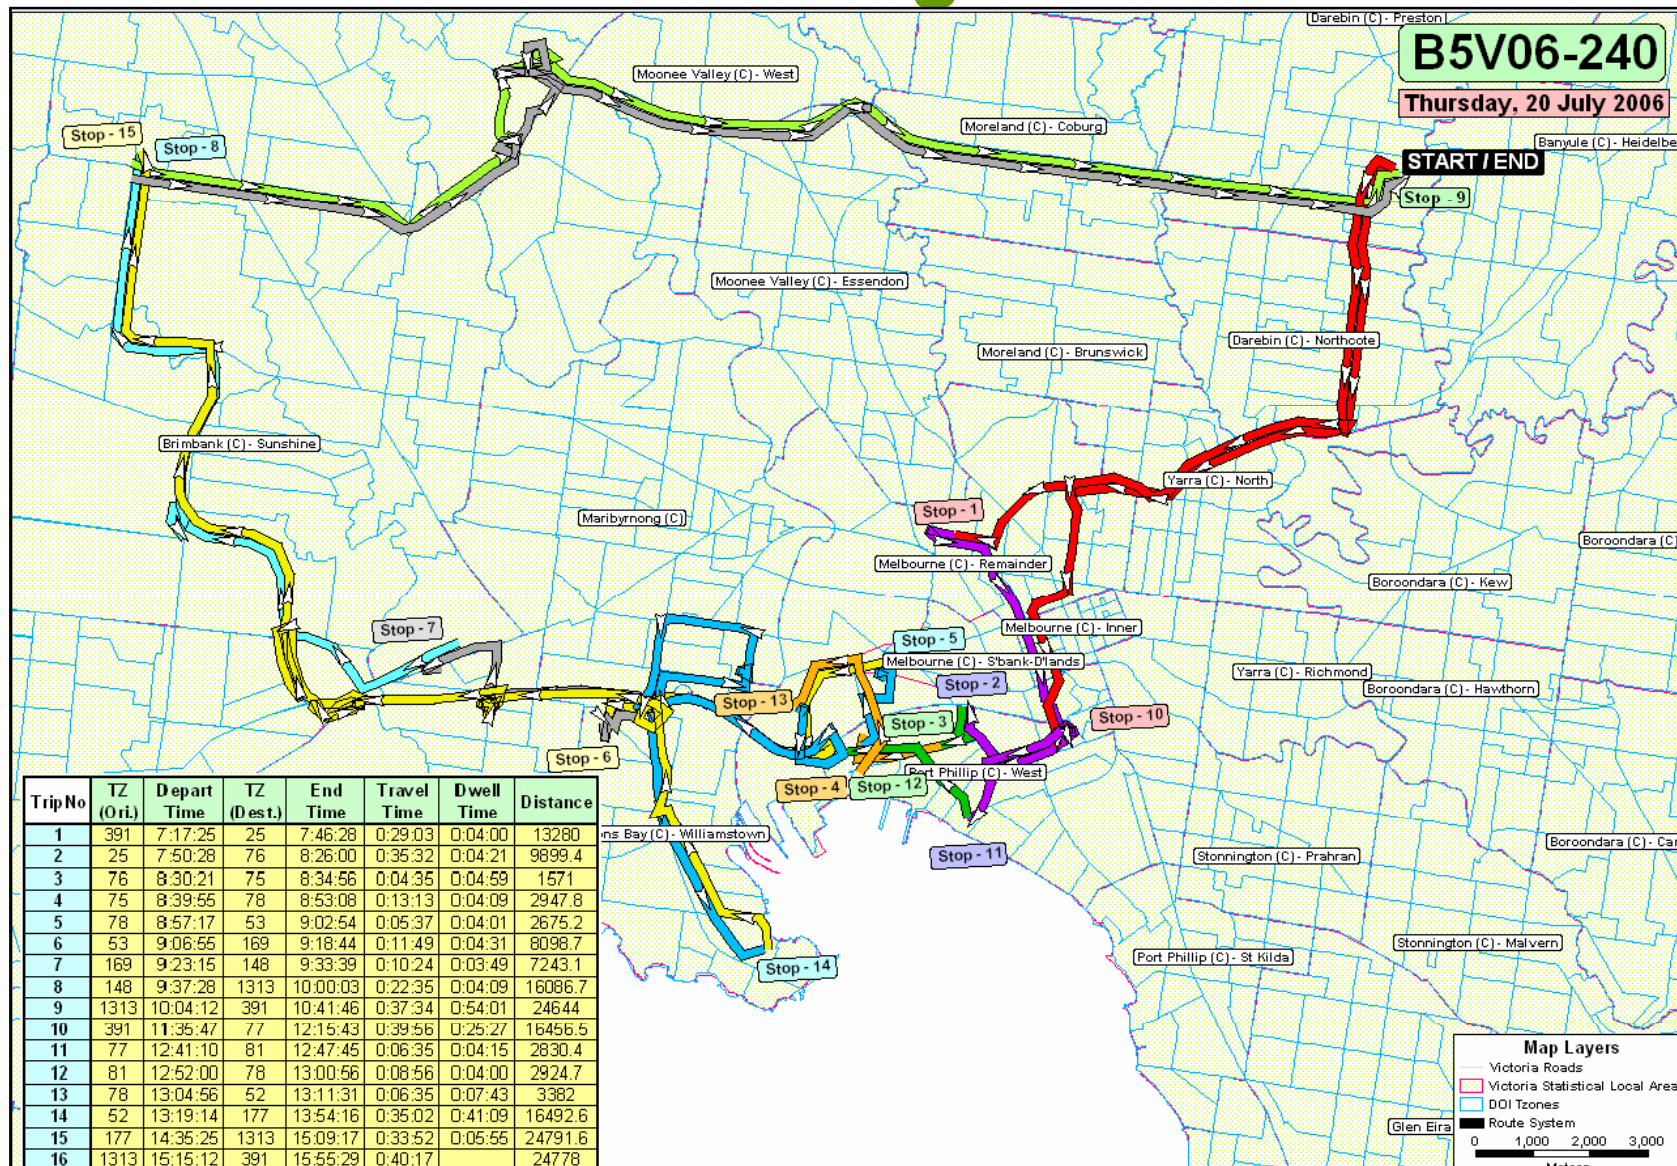 Darebin (C) - Preston
B5V06-240
Thursday, 20 July 2006
Moonee Valley (C) - West
Moreland (C) - Coburg
Banyule (C) - Heidelbe
Stop - 15
Stop - 8
START / END
Stop - 9
Moonee Valley (C) - Essendon
Darebin (C) - Northcote
Moreland (C) - Brunswick
Brimbank (C) - Sunshine
Yarra (C) - North
Stop - 1
Maribyrnong (C)
Boroondara (C)
Melbourne (C) - Remainder
Boroondara (C) - Kew
Stop - 7
Melbourne (C) - Inner
Stop - 5
Melbourne (C) - S'bank-D'lands
Yarra (C) - Richmond
Boroondara (C) - Hawthorn
Stop - 2
Stop - 13
Stop - 3
Stop - 10
Stop - 6
Port Phillip (C) - West
Stop - 4
Stop - 12
ons Bay (C) - Williamstown
Boroondara (C) - Car
Stop - 11
Stonnington (C) - Prahran
Stonnington (C) - Malvern
Port Phillip (C) - St Kilda
Stop - 14
Glen Eira
TripNo TZ (Ori.) Depart Time TZ (Dest.) End Time Travel Time Dwell Time Distance
1 391 7:17:25 25 7:46:28 0:29:03 0:04:00 13280
2 25 7:50:28 76 8:26:00 0:35:32 0:04:21 9899.4
3 76 8:30:21 75 8:34:56 0:04:35 0:04:59 1571
4 75 8:39:55 78 8:53:08 0:13:13 0:04:09 2947.8
5 78 8:57:17 53 9:02:54 0:05:37 0:04:01 2675.2
6 53 9:06:55 169 9:18:44 0:11:49 0:04:31 8098.7
7 169 9:23:15 148 9:33:39 0:10:24 0:03:49 7243.1
8 148 9:37:28 1313 10:00:03 0:22:35 0:04:09 16086.7
9 1313 10:04:12 391 10:41:46 0:37:34 0:54:01 24644
10 391 11:35:47 77 12:15:43 0:39:56 0:25:27 16456.5
11 77 12:41:10 81 12:47:45 0:06:35 0:04:15 2830.4
12 81 12:52:00 78 13:00:56 0:08:56 0:04:00 2924.7
13 78 13:04:56 52 13:11:31 0:06:35 0:07:43 3382
14 52 13:19:14 177 13:54:16 0:35:02 0:41:09 16492.6
15 177 14:35:25 1313 15:09:17 0:33:52 0:05:55 24791.6
16 1313 15:15:12 391 15:55:29 0:40:17 24778
Map Layers
Victoria Roads
Victoria Statistical Local Area
DOI Tzones
Route System
0 1,000 2,000 3,000